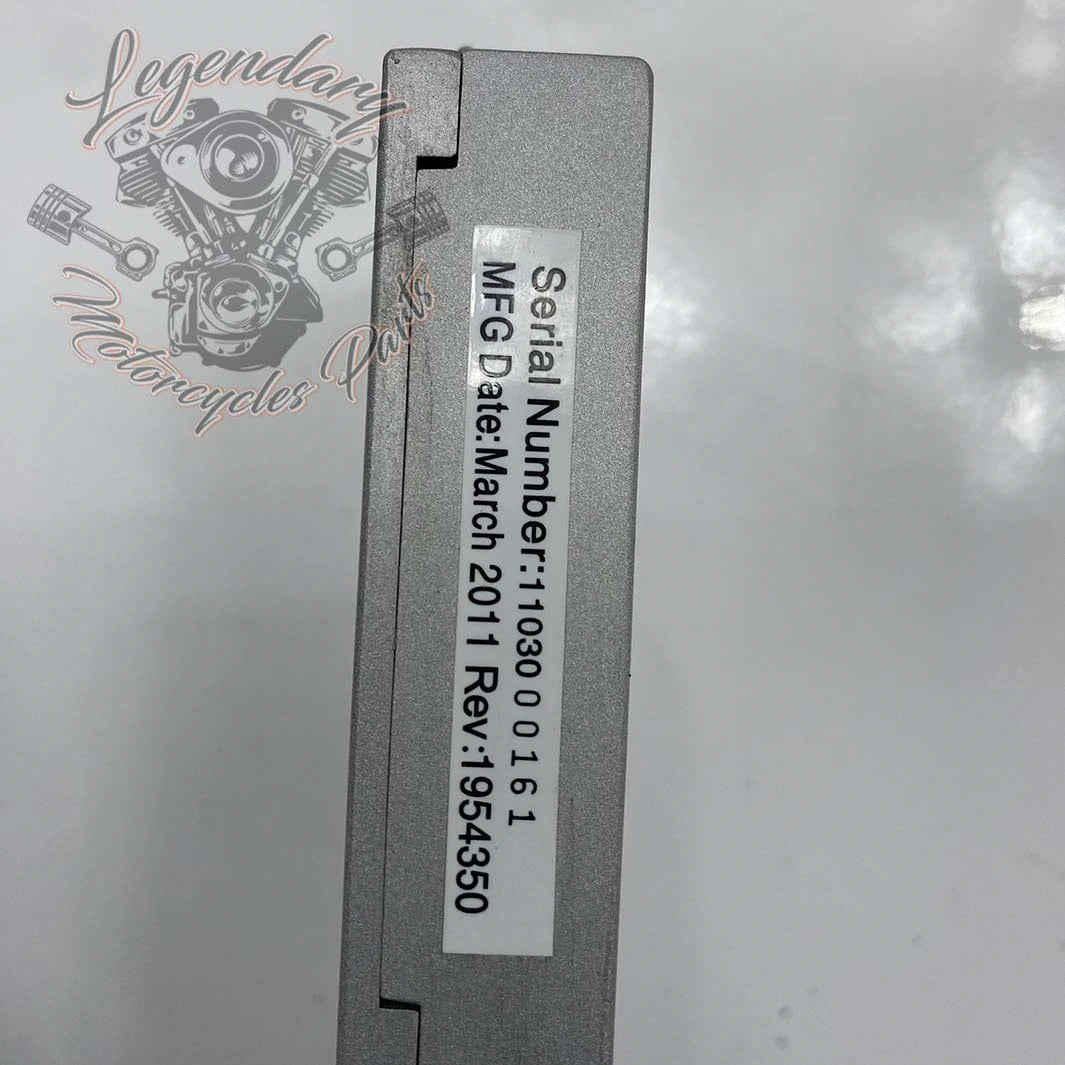 Legendary
Motorcycles Parts
Serial Number:11030 0 0 1 6 1
MFG Date:March 2011 Rev:1954350